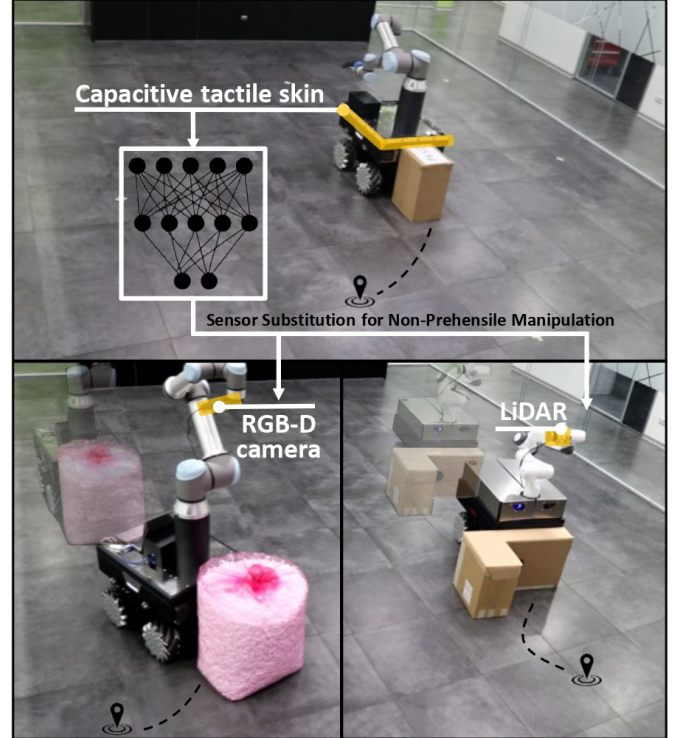 Capacitive tactile skin
Sensor Substitution for Non-Prehensile Manipulation
RGB-D
camera
LiDAR